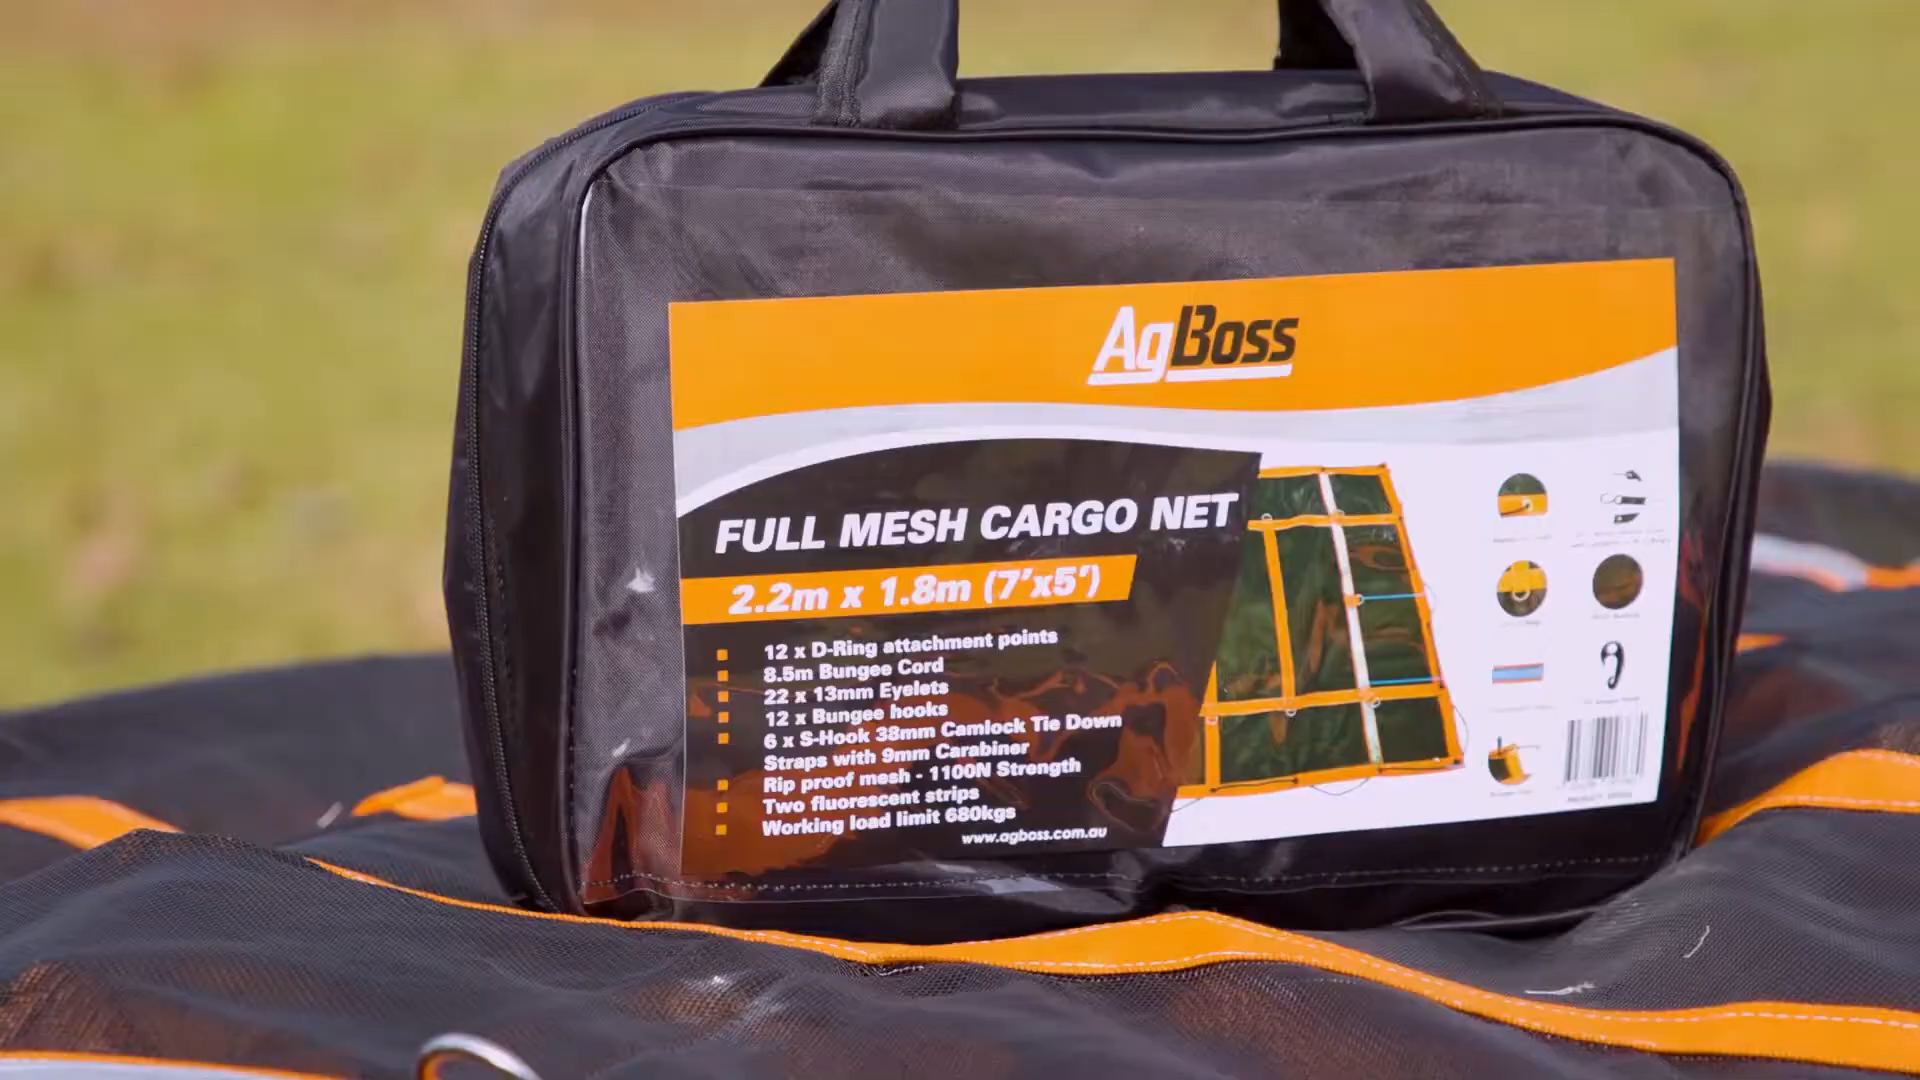 AgBoss
FULL MESH CARGO NET
2.2m x 1.8m (7'x5')
12 x D-Ring attachment points
8.5m Bungee Cord
22 x 13mm Eyelets
12 x Bungee hooks
6 x S-Hook 38mm Camlock Tie Down
Straps with 9mm Carabiner
Rip proof mesh - 1100N Strength
Two fluorescent strips
Working load limit 680kgs
www.agboss.com.au